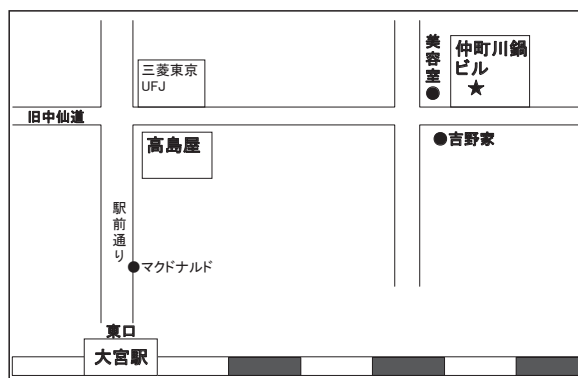 美容室
仲町川鍋
ビル
★
三菱東京
UFJ
旧中仙道
高島屋
●吉野家
駅前通り
●マクドナルド
東口
大宮駅